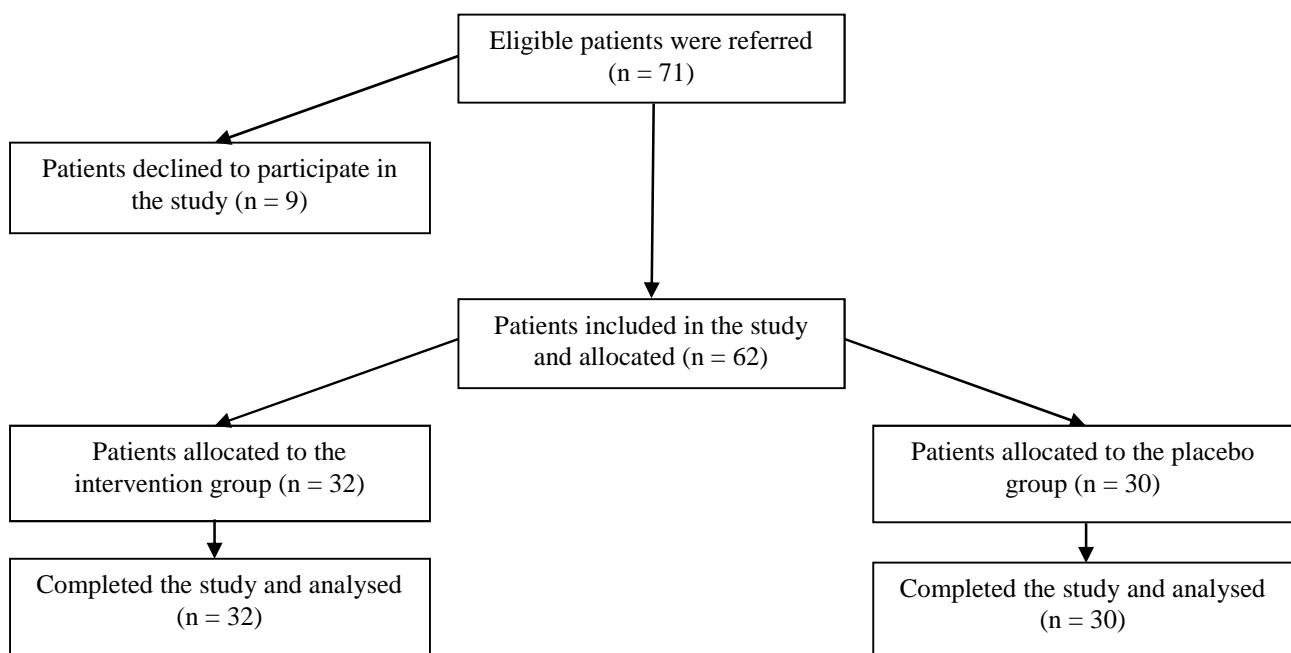 Eligible patients were referred
(n = 71)
Patients declined to participate in
the study (n = 9)
Patients included in the study
and allocated (n = 62)
Patients allocated to the
intervention group (n = 32)
Patients allocated to the placebo
group (n = 30)
Completed the study and analysed
(n = 32)
Completed the study and analysed
(n = 30)